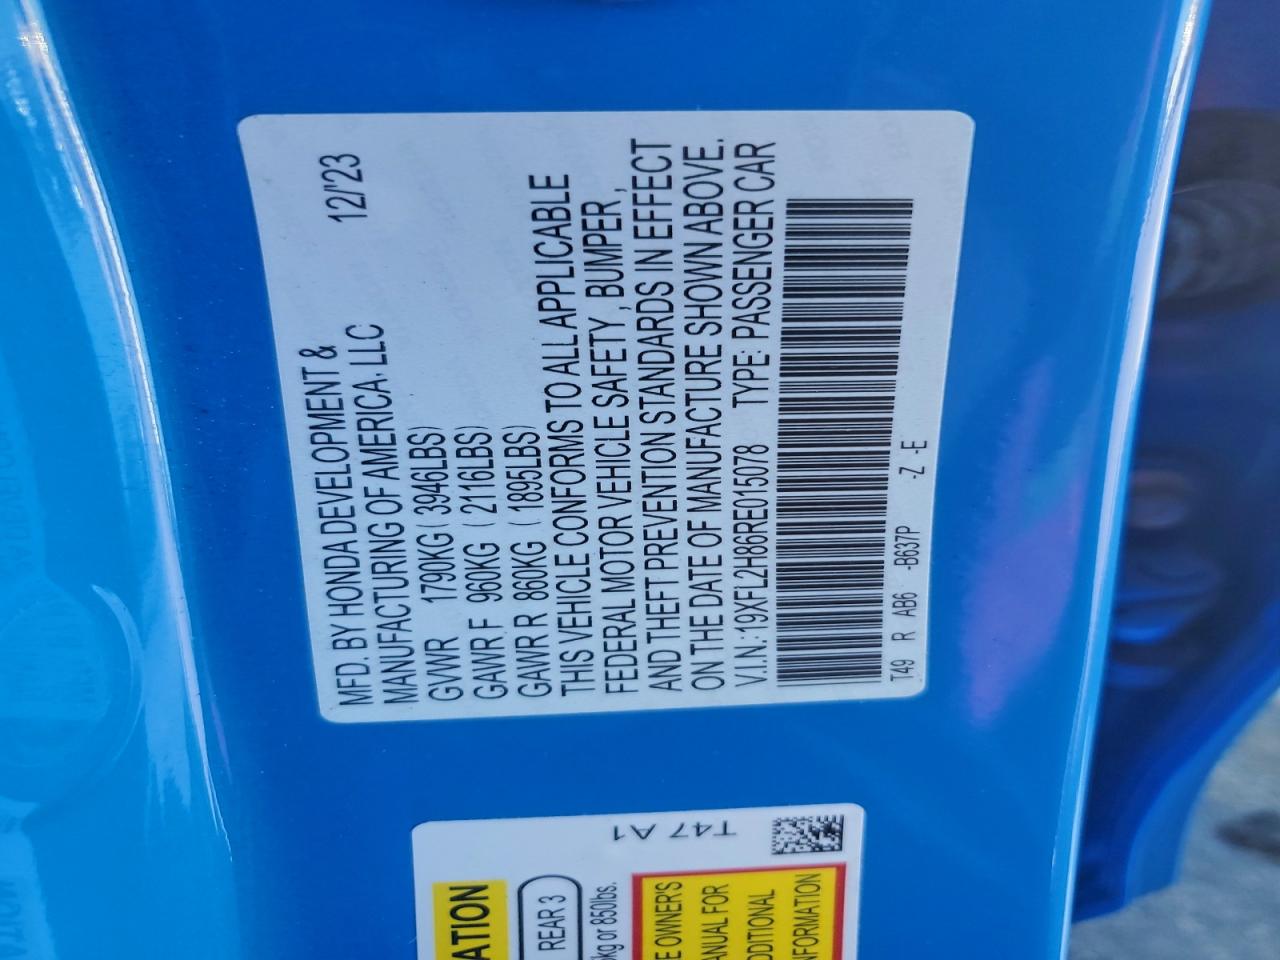 MFD. BY HONDA DEVELOPMENT &
MANUFACTURING OF AMERICA, LLC 12/'23
GVWR 1790KG ( 3946LBS)
GAWR F 960KG ( 2116LBS)
GAWR R 860KG ( 1895LBS)
THIS VEHICLE CONFORMS TO ALL APPLICABLE
FEDERAL MOTOR VEHICLE SAFETY , BUMPER ,
AND THEFT PREVENTION STANDARDS IN EFFECT
ON THE DATE OF MANUFACTURE SHOWN ABOVE.
V.I.N.: 19XFL2H86RE015078 TYPE: PASSENGER CAR
T49 R AB6 -B637P -Z -E
T47 A1
ATION
REAR 3
kg or 850lbs.
OWNER'S
ANUAL FOR
DDITIONAL
NFORMATION